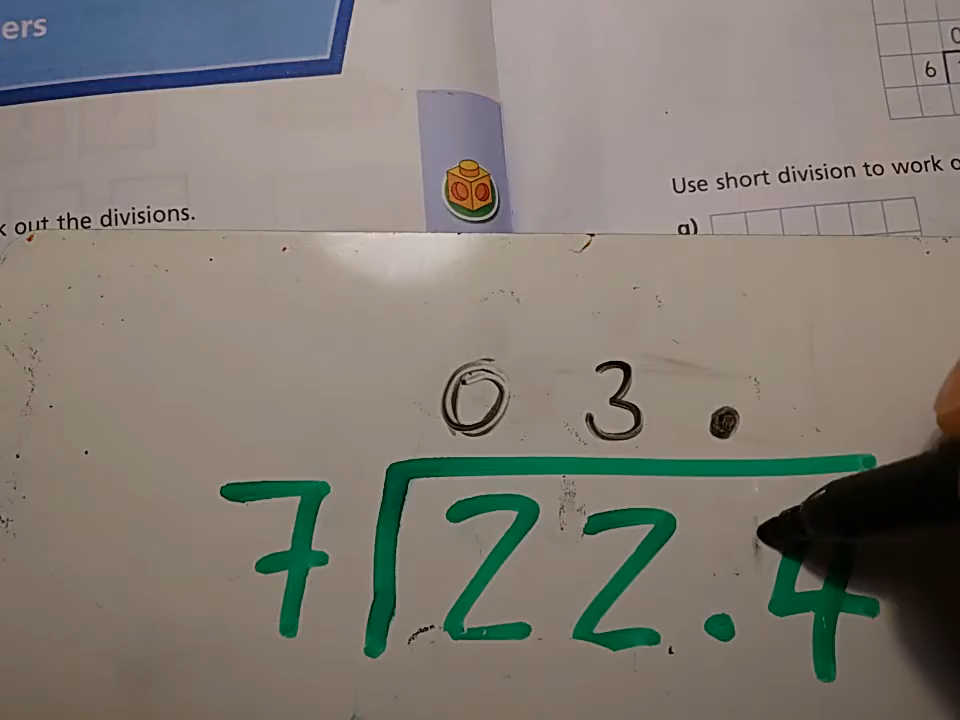 ers
0
6
Use short division to work o
k out the divisions.
a)
0 3 .
7 22.4